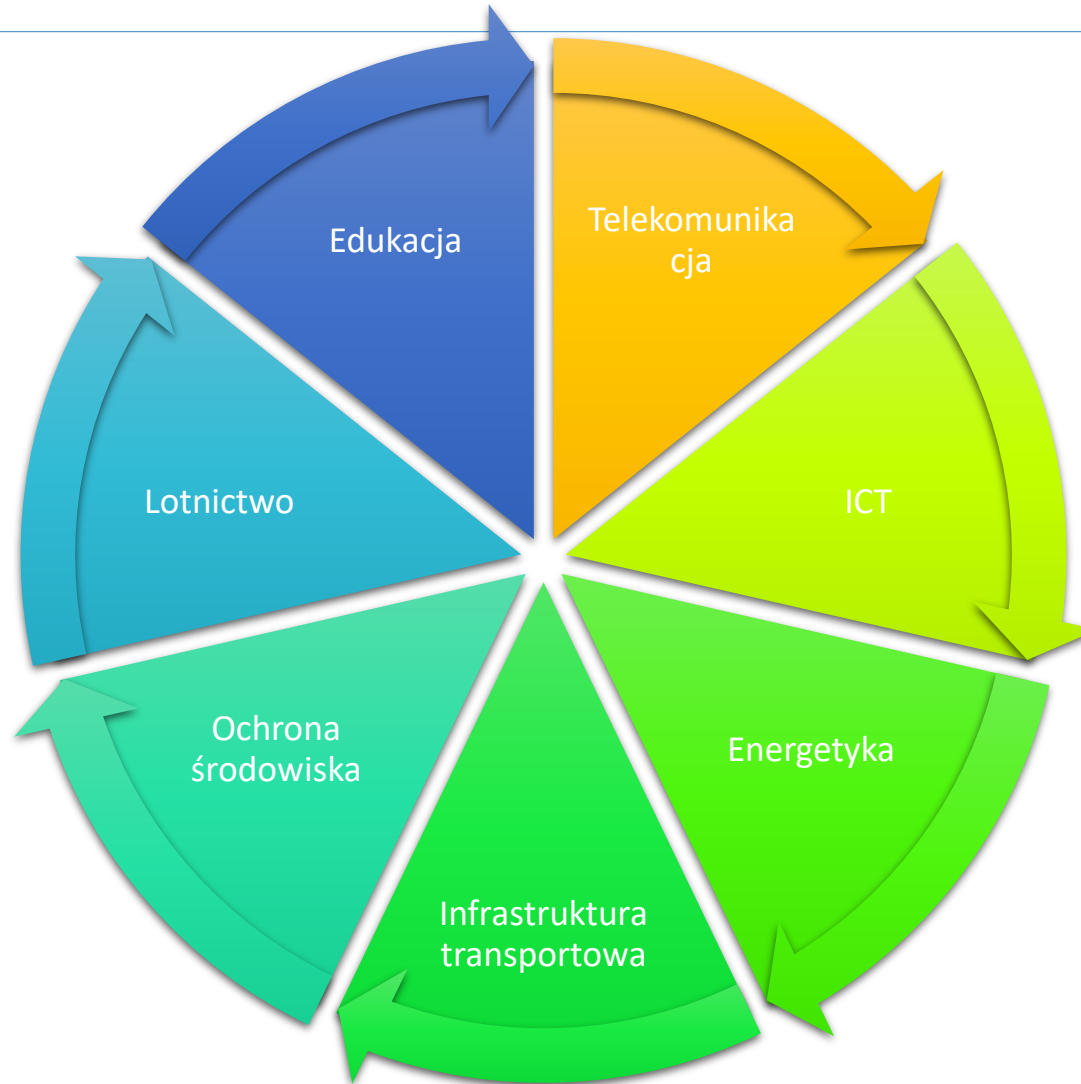 Telekomunika
cja
ICT
Energetyka
Infrastruktura
transportowa
Ochrona
środowiska
Lotnictwo
Edukacja